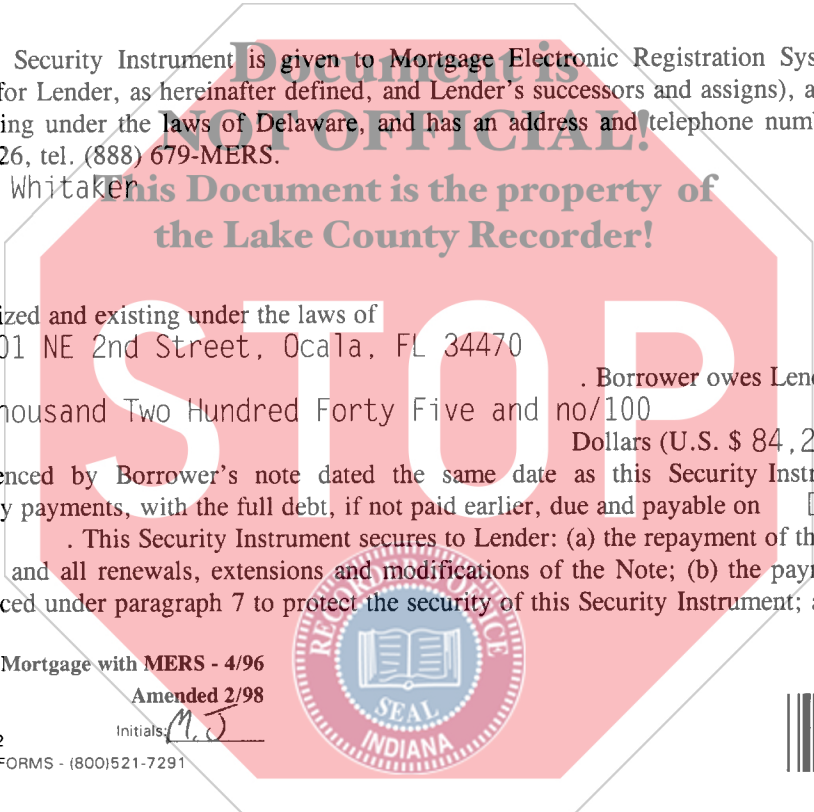 Security Instrument is given to Mortgage Electronic Registration Sys
for Lender, as hereinafter defined, and Lender's successors and assigns), a
ing under the laws of Delaware, and has an address and telephone num
26, tel. (888) 679-MERS.
Whitaker
Document is
NOT OFFICIAL!
This Document is the property of
the Lake County Recorder!
ized and existing under the laws of
01 NE 2nd Street, Ocala, FL 34470
. Borrower owes Lend
housand Two Hundred Forty Five and no/100
Dollars (U.S. $ 84,2
enced by Borrower's note dated the same date as this Security Instr
y payments, with the full debt, if not paid earlier, due and payable on
. This Security Instrument secures to Lender: (a) the repayment of th
and all renewals, extensions and modifications of the Note; (b) the payn
ced under paragraph 7 to protect the security of this Security Instrument; a
STOP
Mortgage with MERS - 4/96
Amended 2/98
2
Initials: M.J
FORMS - (800)521-7291
RECORDER'S OFFICE
SEAL
INDIANA